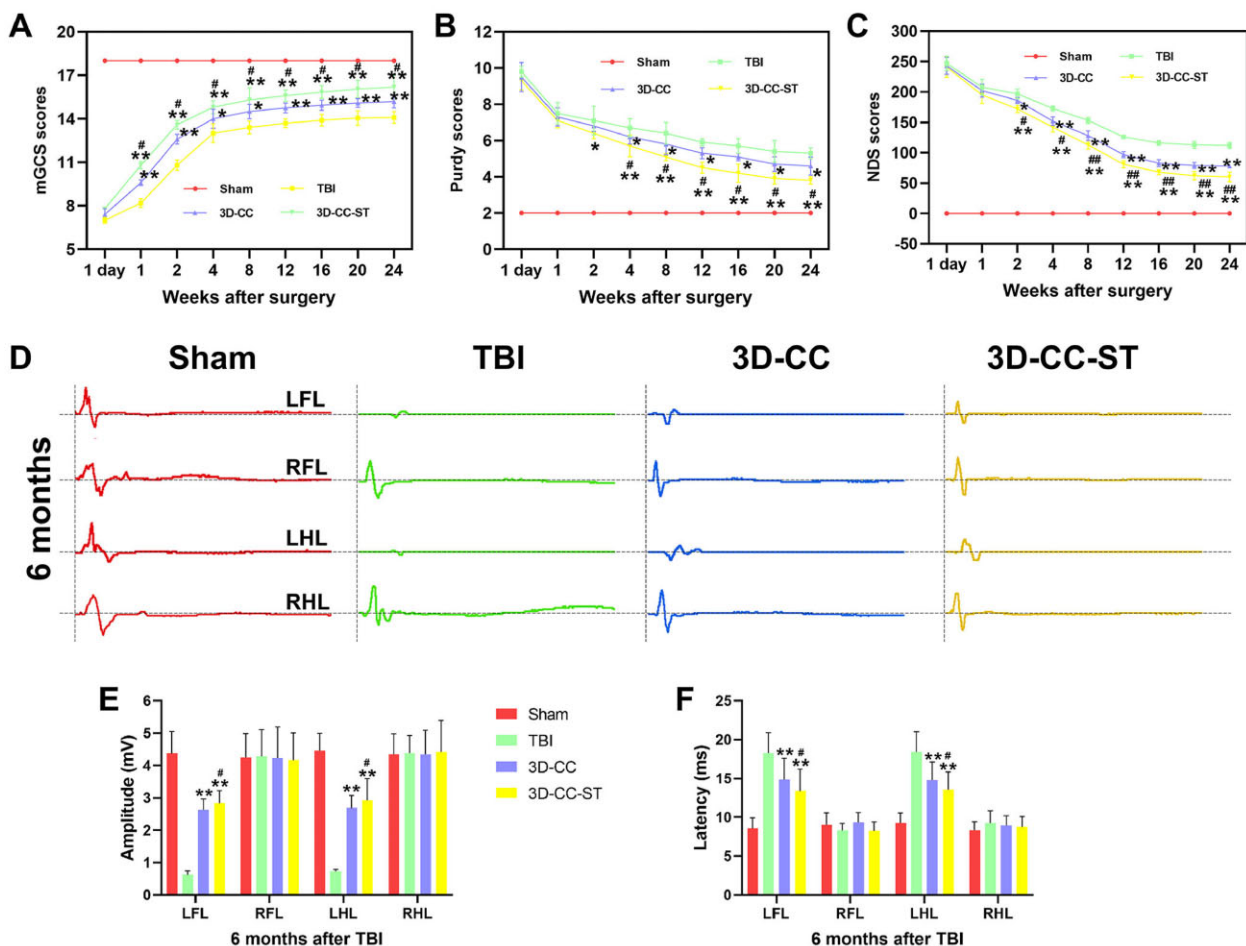 A
B
C
20
17
14
11
8
5
mGCS scores
# ** ** # ** ** # ** * # ** * # ** ** # ** ** # ** ** # ** **
Sham TBI
3D-CC 3D-CC-ST
1 day 1 2 4 8 12 16 20 24
Weeks after surgery
12
10
8
6
4
2
0
Purdy scores
Sham TBI
3D-CC 3D-CC-ST
* * # ** * # ** * # ** * # ** * # ** * # **
1 day 1 2 4 8 12 16 20 24
Weeks after surgery
250
200
150
100
50
0
-50
NDS scores
Sham TBI
3D-CC 3D-CC-ST
* # ** ** # ** ** ## ** ** ## ** ** ## ** ** ## ** ** ## **
1 day 1 2 4 8 12 16 20 24
Weeks after surgery
D
Sham TBI 3D-CC 3D-CC-ST
6 months
LFL
RFL
LHL
RHL
E
6
5
4
3
2
1
0
Amplitude (mV)
** # ** ** # **
LFL RFL LHL RHL
6 months after TBI
Sham
TBI
3D-CC
3D-CC-ST
F
25
20
15
10
5
0
Latency (ms)
** # ** ** # **
LFL RFL LHL RHL
6 months after TBI